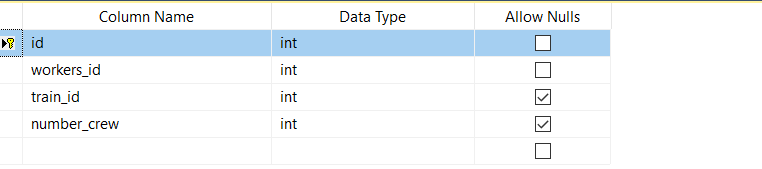 Column Name Data Type Allow Nulls
id int
workers_id int
train_id int
number_crew int